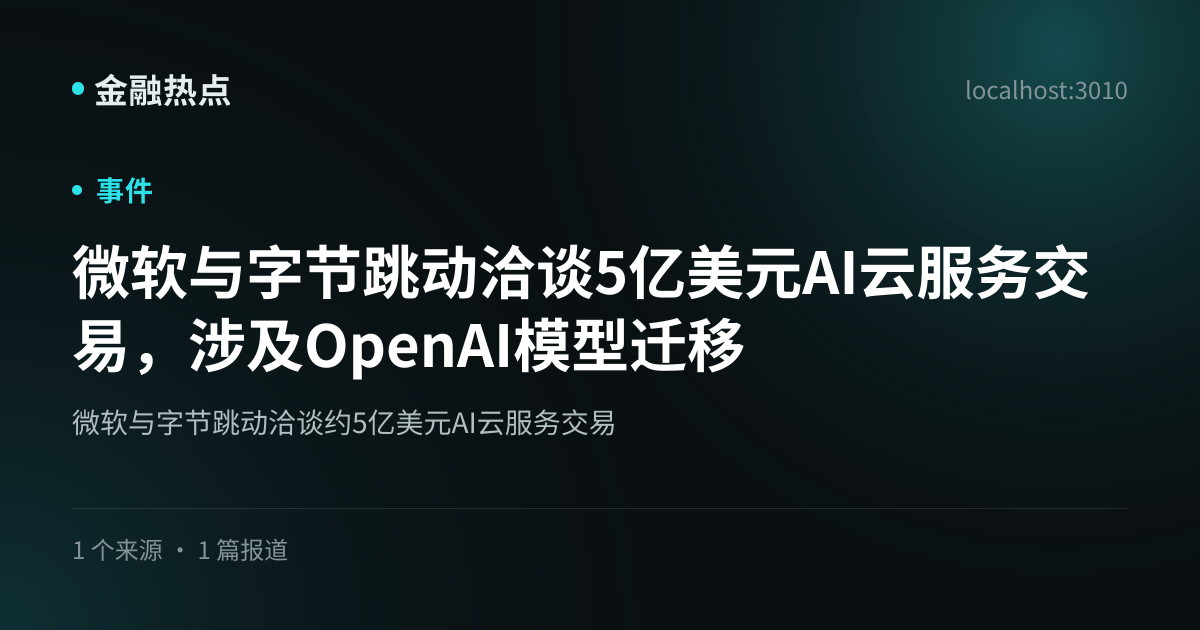 金融热点
localhost:3010
事件
微软与字节跳动洽谈5亿美元AI云服务交
易，涉及OpenAI模型迁移
微软与字节跳动洽谈约5亿美元AI云服务交易
1 个来源 · 1 篇报道